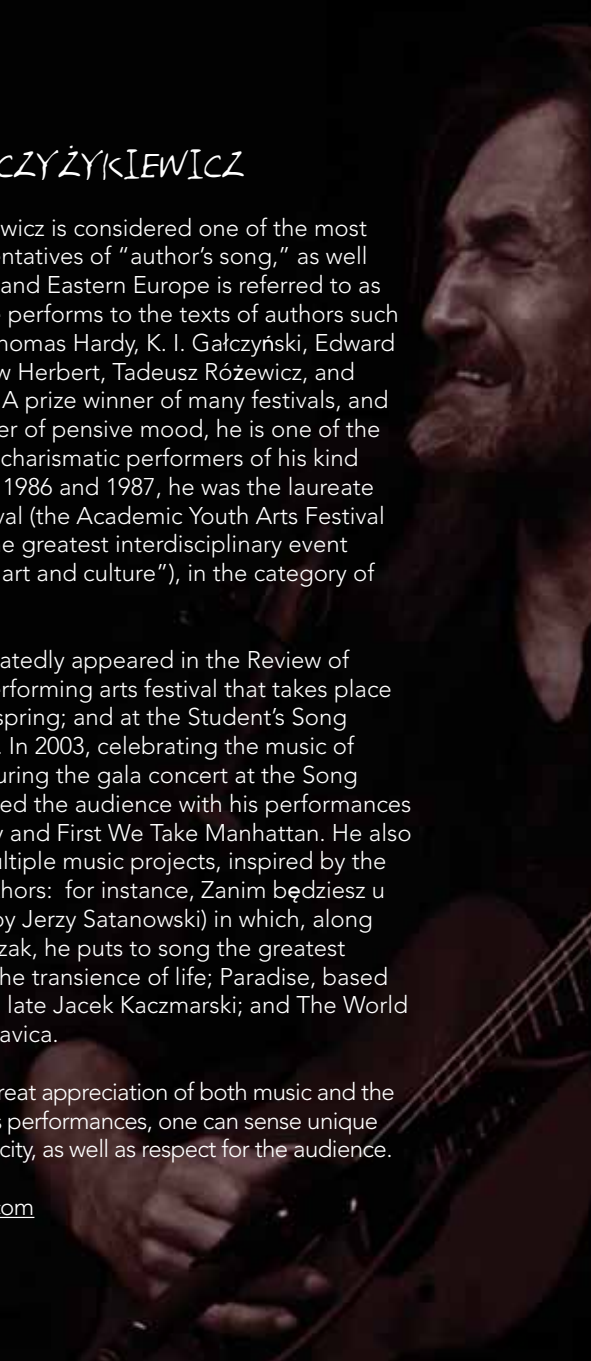 CZYŻYKIEWICZ
wicz is considered one of the most
ntatives of “author’s song,” as well
and Eastern Europe is referred to as
performs to the texts of authors such
homas Hardy, K. I. Gałczyński, Edward
w Herbert, Tadeusz Różewicz, and
A prize winner of many festivals, and
er of pensive mood, he is one of the
charismatic performers of his kind
1986 and 1987, he was the laureate
val (the Academic Youth Arts Festival
e greatest interdisciplinary event
art and culture”), in the category of
atedly appeared in the Review of
erforming arts festival that takes place
spring; and at the Student’s Song
. In 2003, celebrating the music of
uring the gala concert at the Song
ed the audience with his performances
y and First We Take Manhattan. He also
ultiple music projects, inspired by the
hors:  for instance, Zanim będziesz u
by Jerzy Satanowski) in which, along
zak, he puts to song the greatest
he transience of life; Paradise, based
late Jacek Kaczmarski; and The World
avica.
reat appreciation of both music and the
s performances, one can sense unique
city, as well as respect for the audience.
om